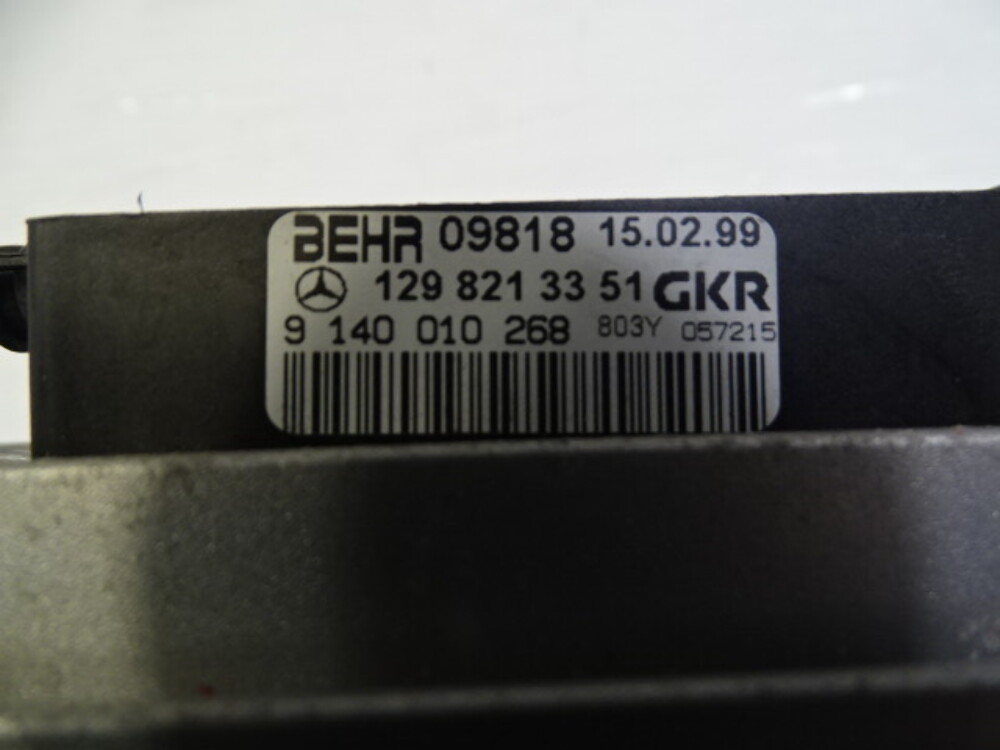 BEHR 09818 15.02.99
129 821 33 51 GKR
9 140 010 268 803Y 057215